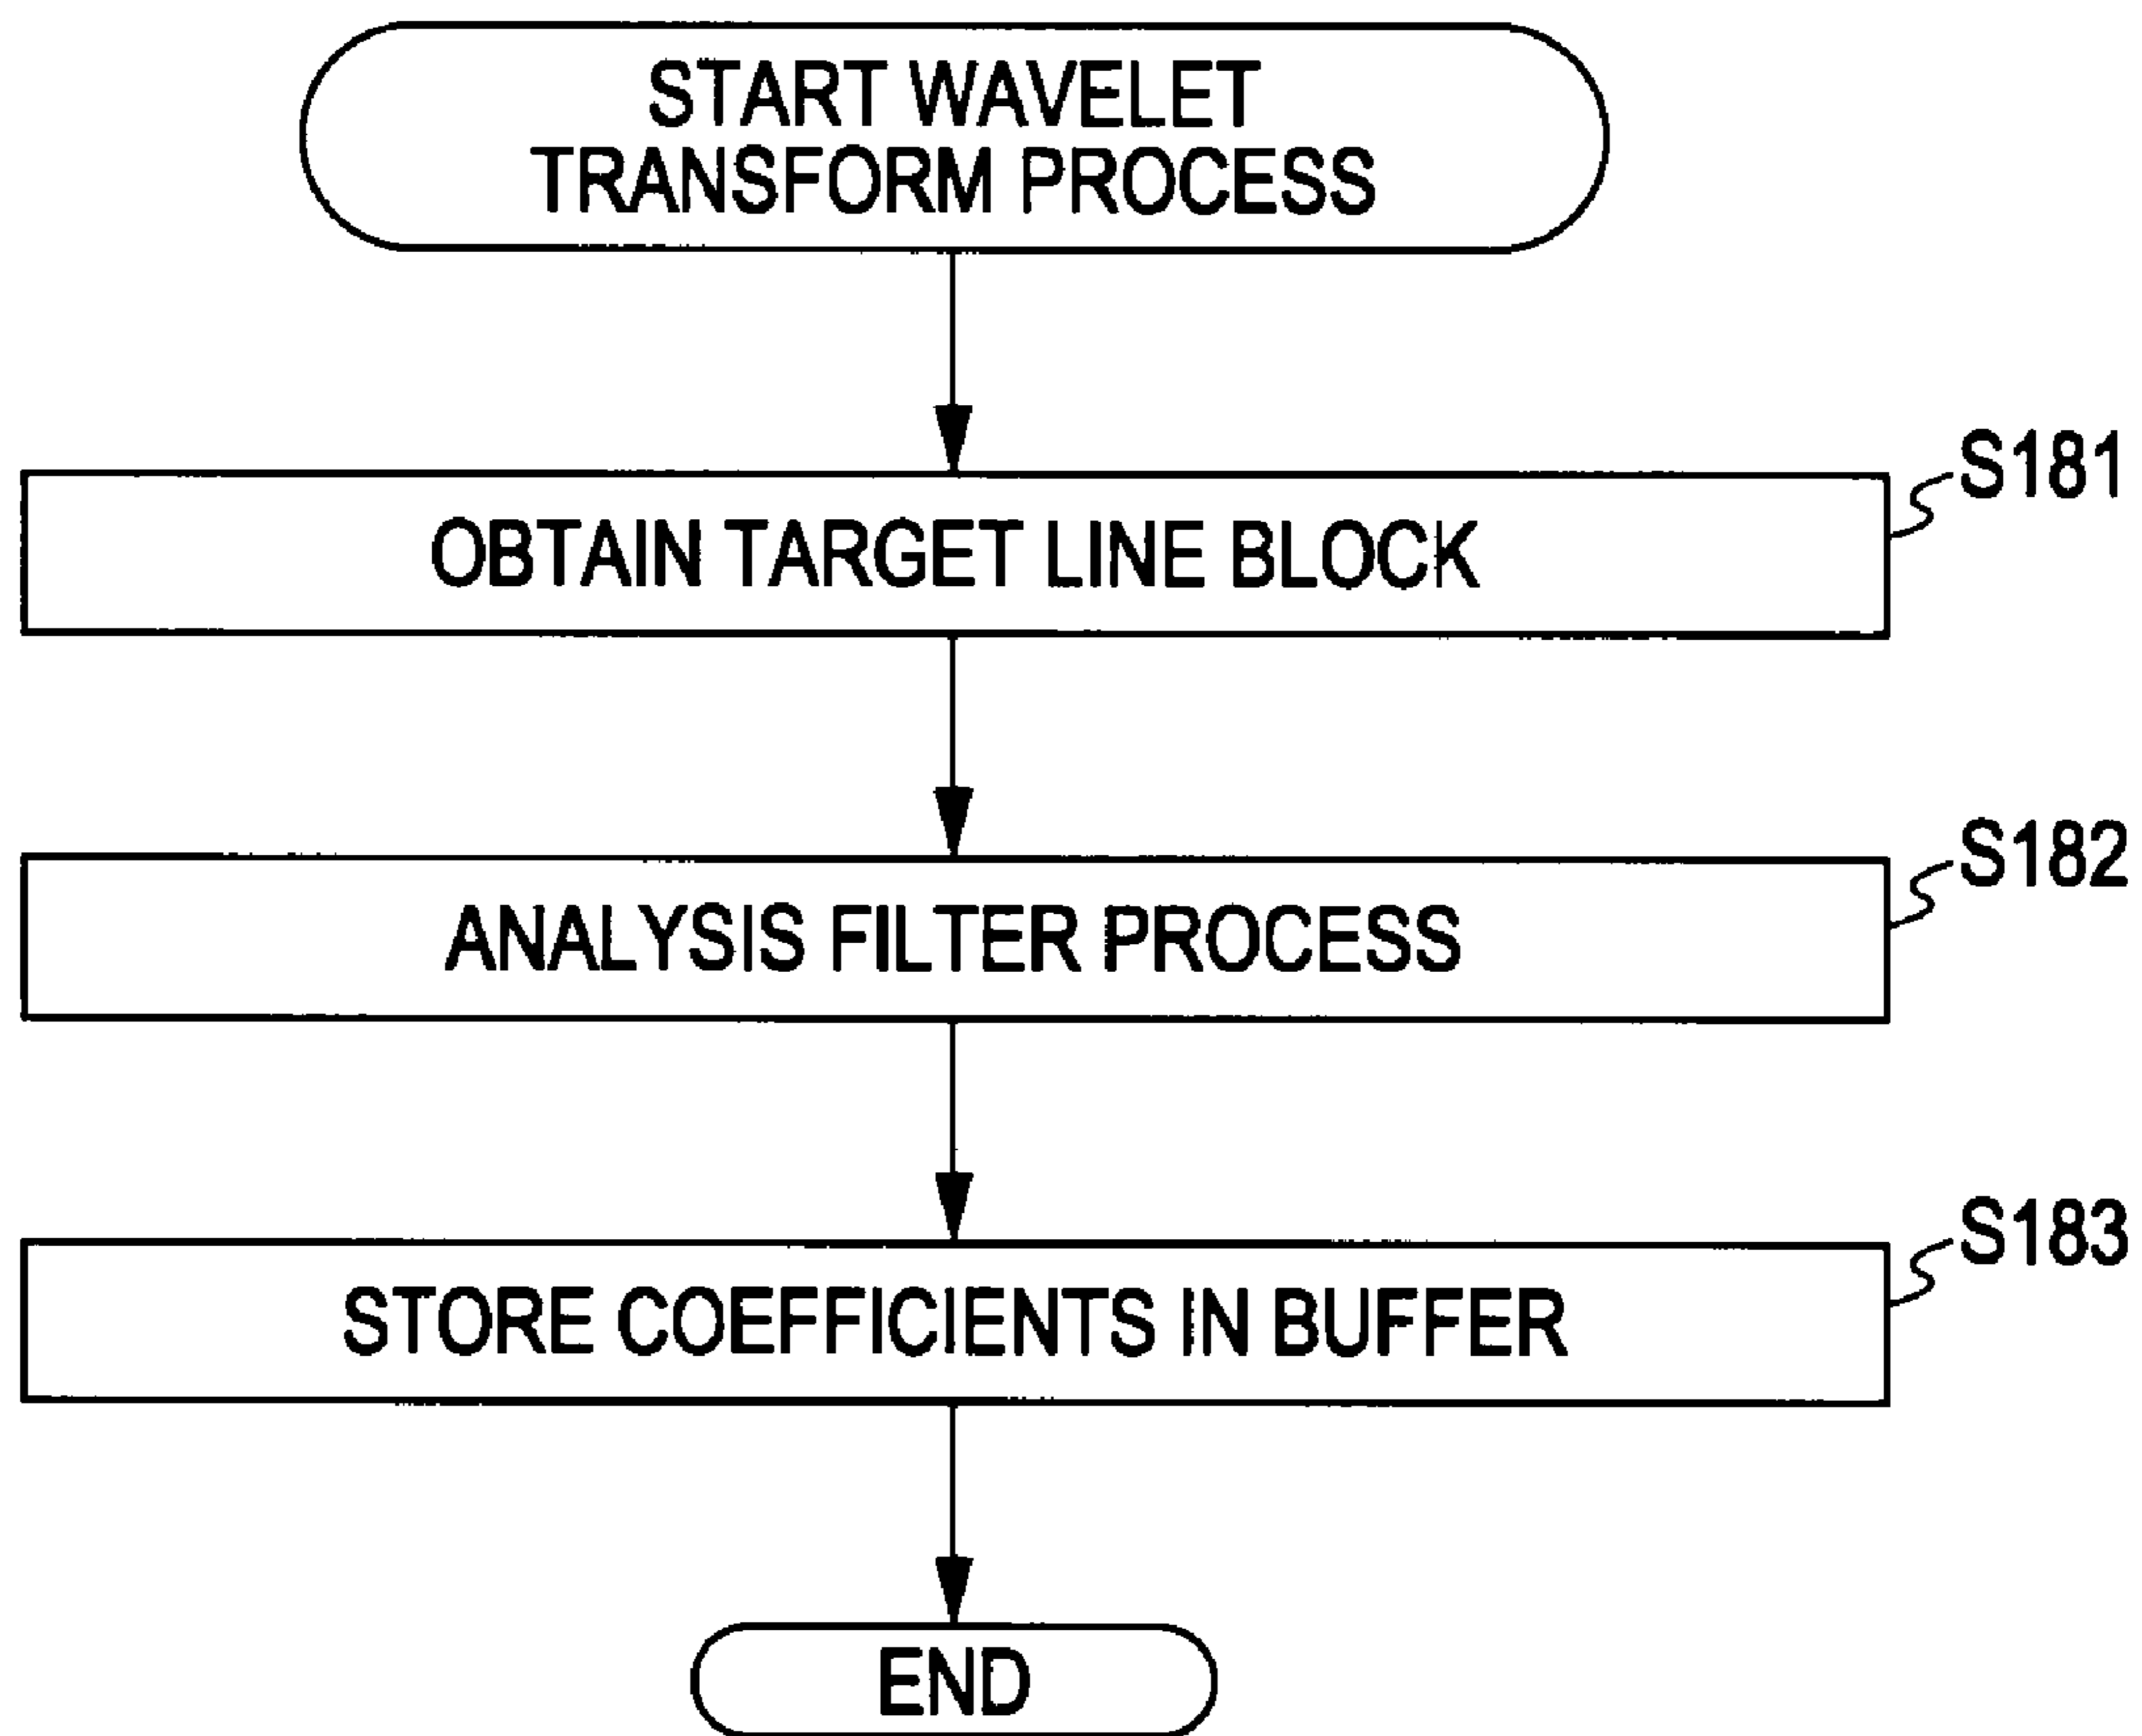 START WAVELET
TRANSFORM PROCESS
S181
OBTAIN TARGET LINE BLOCK
S182
ANALYSIS FILTER PROCESS
S183
STORE COEFFICIENTS IN BUFFER
END